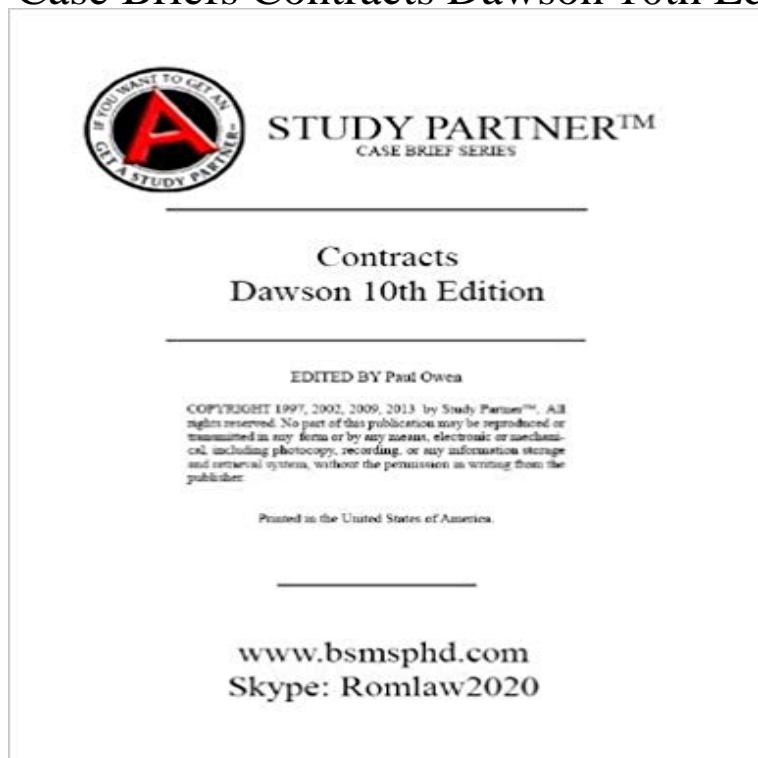 Case Briefs Contracts Dawson 10th Ed
IF YOU WANT TO GET AN
A
GET A STUDY PARTNER™
STUDY PARTNER™
CASE BRIEF SERIES
Contracts
Dawson 10th Edition
EDITED BY Paul Owen
COPYRIGHT 1997, 2002, 2009, 2013 by Study Partner™. All
rights reserved. No part of this publication may be reproduced or
transmitted in any form or by any means, electronic or mechani-
cal, including photocopy, recording, or any information storage
and retrieval system, without the permission in writing from the
publisher.
Printed in the United States of America.
www.bsmsphd.com
Skype: Romlaw2020